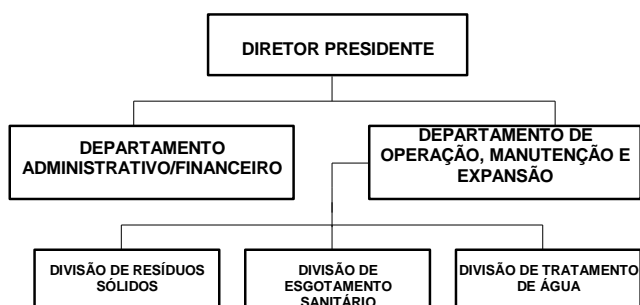 DIRETOR PRESIDENTE
DEPARTAMENTO
ADMINISTRATIVO/FINANCEIRO
DEPARTAMENTO DE
OPERAÇÃO, MANUTENÇÃO E
EXPANSÃO
DIVISÃO DE RESÍDUOS
SÓLIDOS
DIVISÃO DE
ESGOTAMENTO
SANITÁRIO
DIVISÃO DE TRATAMENTO
DE ÁGUA